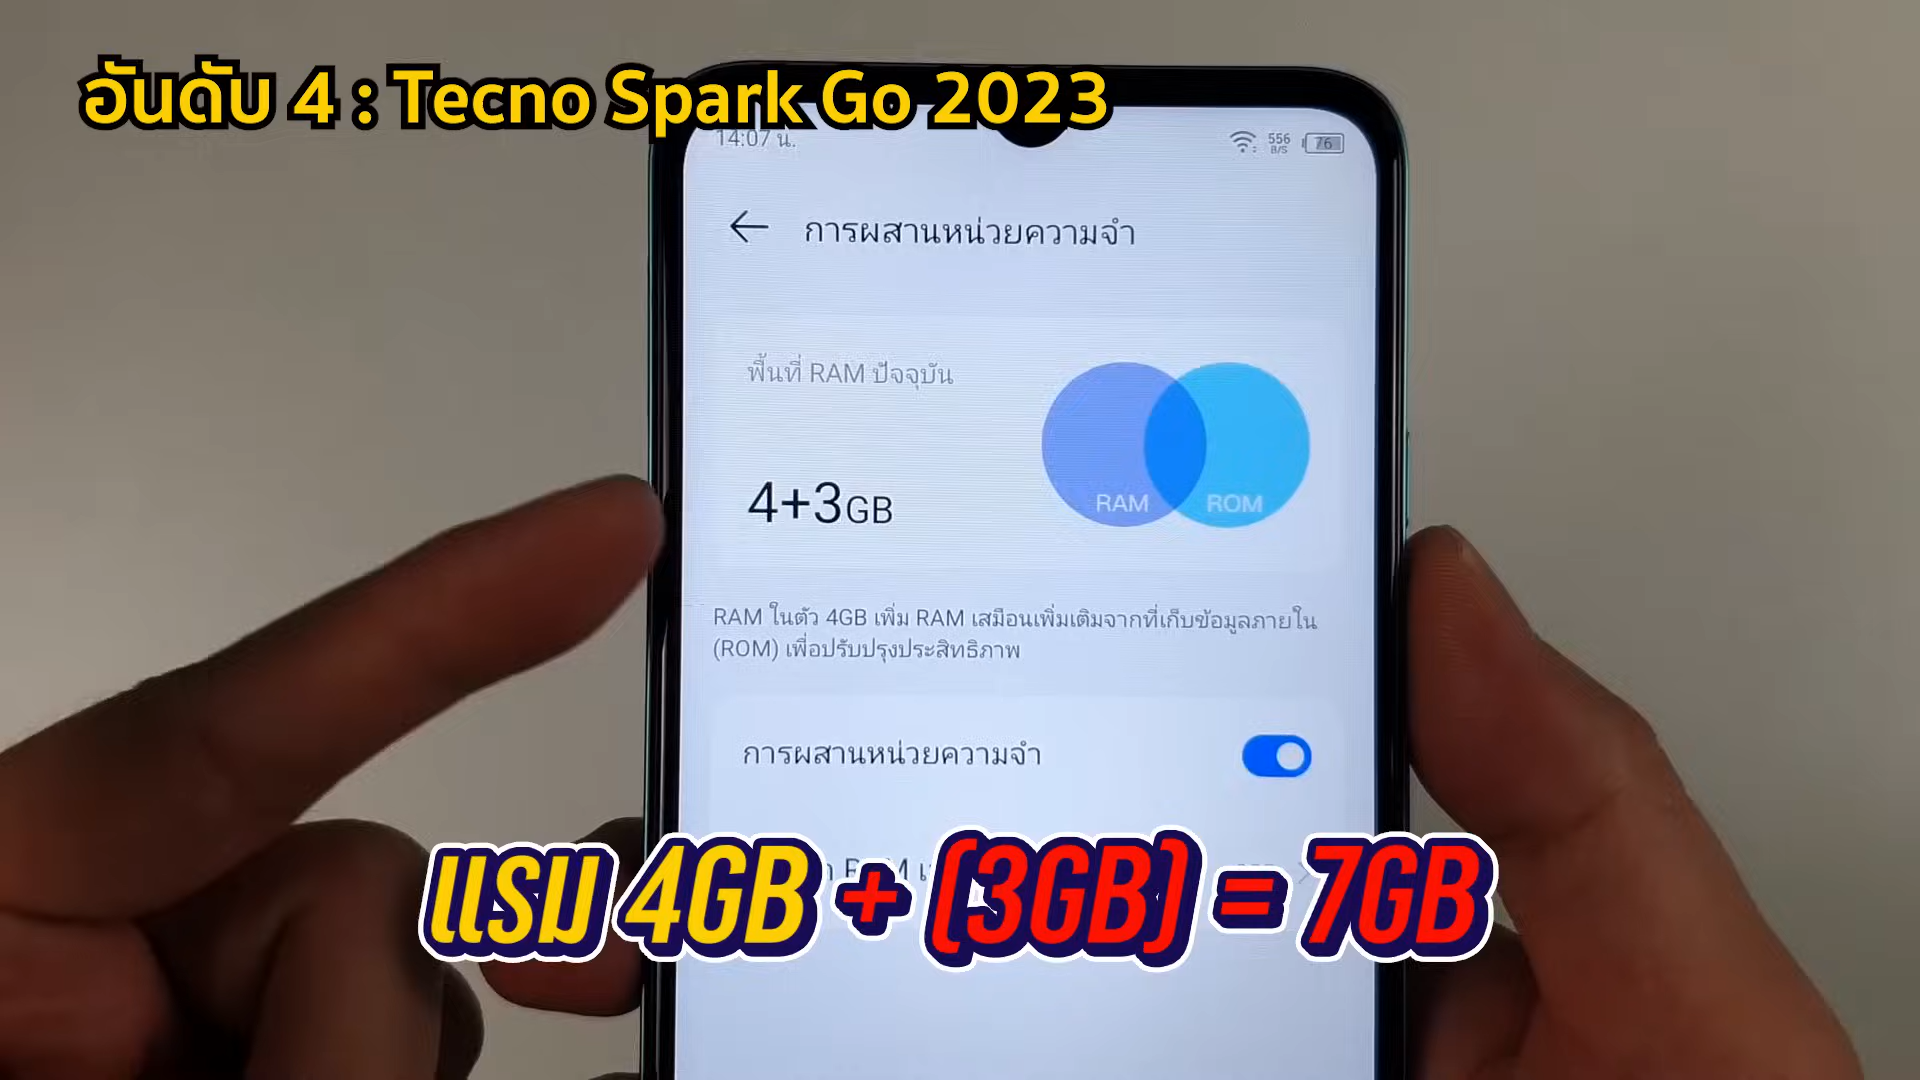 อันดับ 4 : Tecno Spark Go 2023
14:07 น.
556
B/S
76
การผสานหน่วยความจำ
พื้นที่ RAM ปัจจุบัน
4+3GB
RAM
ROM
RAM ในตัว 4GB เพิ่ม RAM เสมือนเพิ่มเติมจากที่เก็บข้อมูลภายใน
(ROM) เพื่อปรับปรุงประสิทธิภาพ
การผสานหน่วยความจำ
แรม 4GB + (3GB) = 7GB